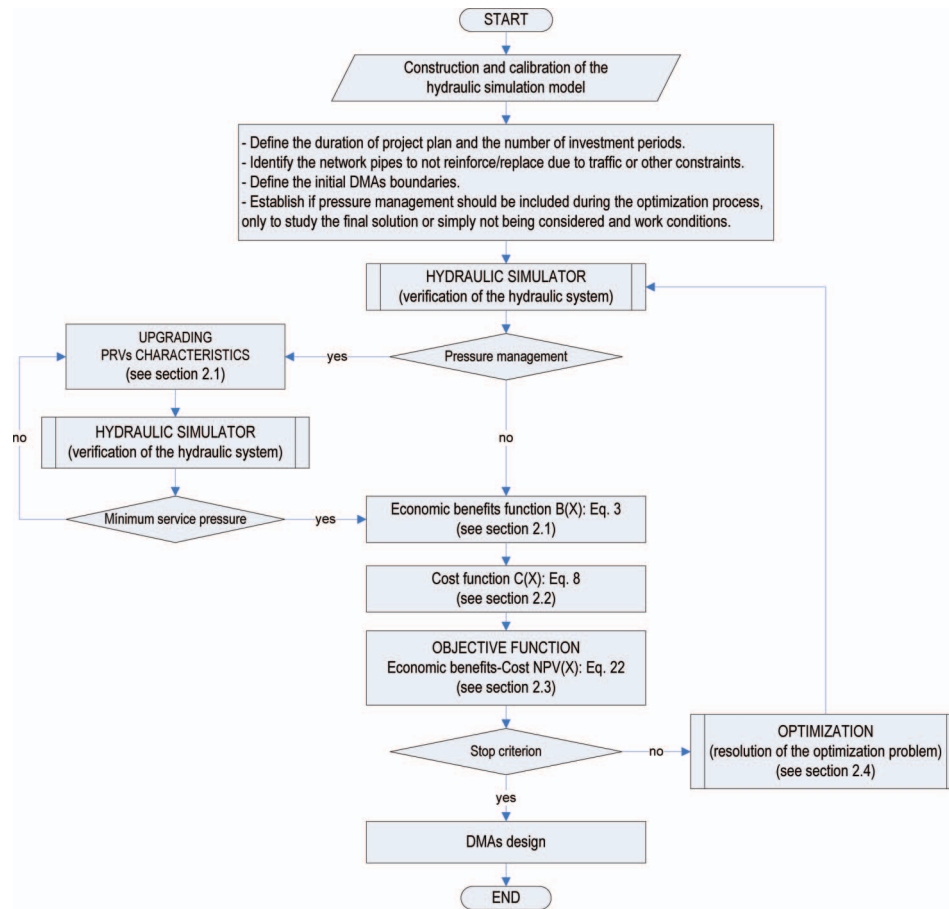 START
Construction and calibration of the
hydraulic simulation model
- Define the duration of project plan and the number of investment periods.
- Identify the network pipes to not reinforce/replace due to traffic or other constraints.
- Define the initial DMAs boundaries.
- Establish if pressure management should be included during the optimization process,
only to study the final solution or simply not being considered and work conditions.
HYDRAULIC SIMULATOR
(verification of the hydraulic system)
UPGRADING
PRVs CHARACTERISTICS
(see section 2.1)
yes
Pressure management
no
HYDRAULIC SIMULATOR
(verification of the hydraulic system)
no
Minimum service pressure
yes
Economic benefits function B(X): Eq. 3
(see section 2.1)
Cost function C(X): Eq. 8
(see section 2.2)
OBJECTIVE FUNCTION
Economic benefits-Cost NPV(X): Eq. 22
(see section 2.3)
Stop criterion
no
OPTIMIZATION
(resolution of the optimization problem)
(see section 2.4)
yes
DMAs design
END